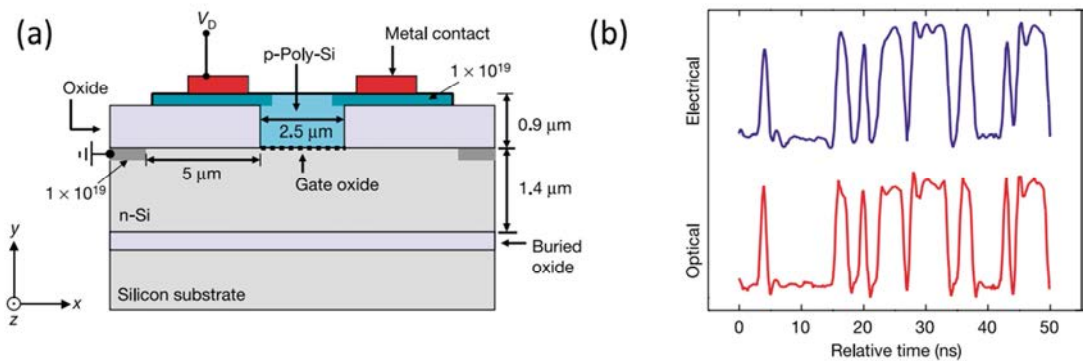 (a)
V_D
p-Poly-Si
Metal contact
1 × 10^19
Oxide
2.5 μm
0.9 μm
5 μm
Gate oxide
1 × 10^19
1.4 μm
n-Si
Buried
oxide
Silicon substrate
y
x
z
(b)
Electrical
Optical
0 10 20 30 40 50
Relative time (ns)